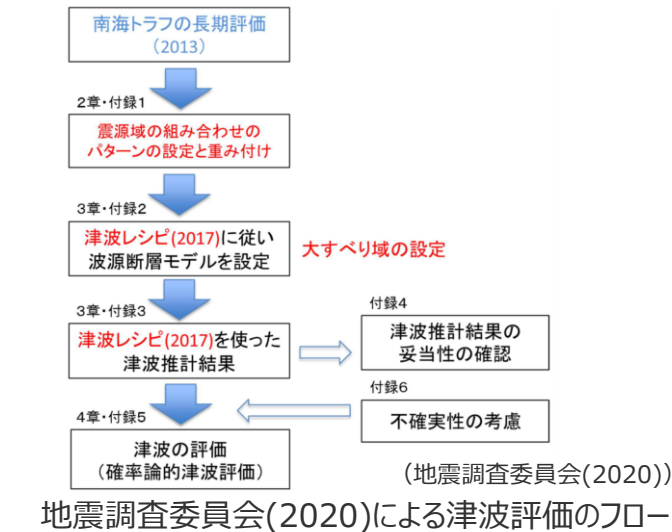 南海トラフの長期評価
(2013)
2章・付録1
震源域の組み合わせの
パターンの設定と重み付け
3章・付録2
津波レシピ(2017)に従い
波源断層モデルを設定
大すべり域の設定
3章・付録3
津波レシピ(2017)を使った
津波推計結果
付録4
津波推計結果の
妥当性の確認
付録6
不確実性の考慮
4章・付録5
津波の評価
(確率論的津波評価)
(地震調査委員会(2020))
地震調査委員会(2020)による津波評価のフロー